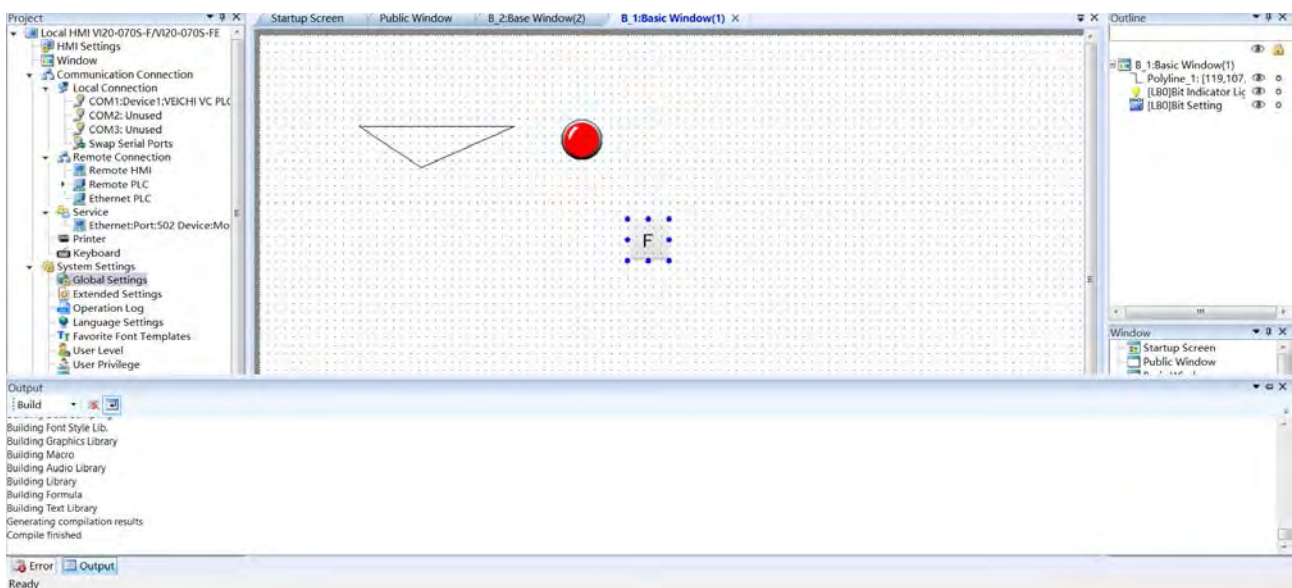 Project
Local HMI VI20-070S-F/VI20-070S-FE
HMI Settings
Window
Communication Connection
Local Connection
COM1:Device1:VEICHI VC PL
COM2: Unused
COM3: Unused
Swap Serial Ports
Remote Connection
Remote HMI
Remote PLC
Ethernet PLC
Service
Ethernet:Port:502 Device:Mo
Printer
Keyboard
System Settings
Global Settings
Extended Settings
Operation Log
Language Settings
Favorite Font Templates
User Level
User Privilege
Startup Screen
Public Window
B_2:Base Window(2)
B_1:Basic Window(1)
F
Outline
B_1:Basic Window(1)
Polyline_1: [119,107,
[LB0]Bit Indicator Lig
[LB0]Bit Setting
Window
Startup Screen
Public Window
Output
Build
Building Font Style Lib.
Building Graphics Library
Building Macro
Building Audio Library
Building Library
Building Formula
Building Text Library
Generating compilation results
Compile finished
Error
Output
Ready